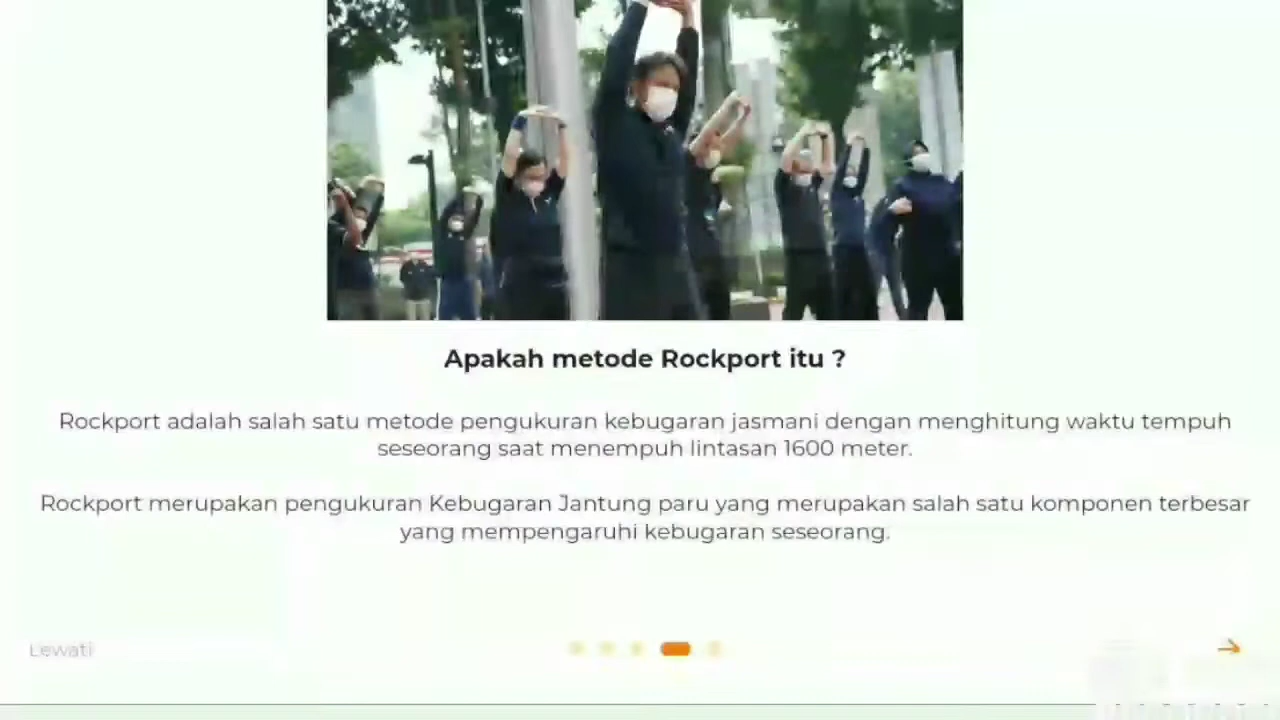 Apakah metode Rockport itu ?
Rockport adalah salah satu metode pengukuran kebugaran jasmani dengan menghitung waktu tempuh
seseorang saat menempuh lintasan 1600 meter.
Rockport merupakan pengukuran Kebugaran Jantung paru yang merupakan salah satu komponen terbesar
yang mempengaruhi kebugaran seseorang.
Lewati